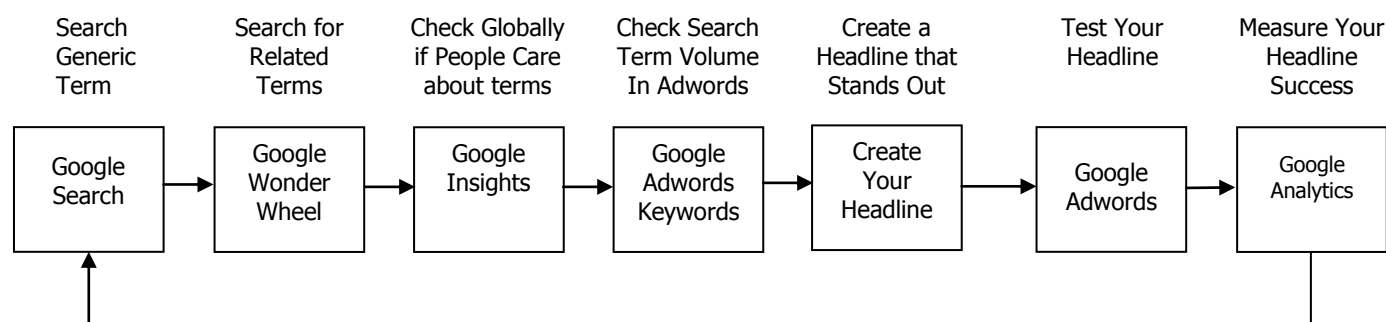 Search
Generic
Term
Search for
Related
Terms
Check Globally
if People Care
about terms
Check Search
Term Volume
In Adwords
Create a
Headline that
Stands Out
Test Your
Headline
Measure Your
Headline
Success
Google
Search
Google
Wonder
Wheel
Google
Insights
Google
Adwords
Keywords
Create
Your
Headline
Google
Adwords
Google
Analytics